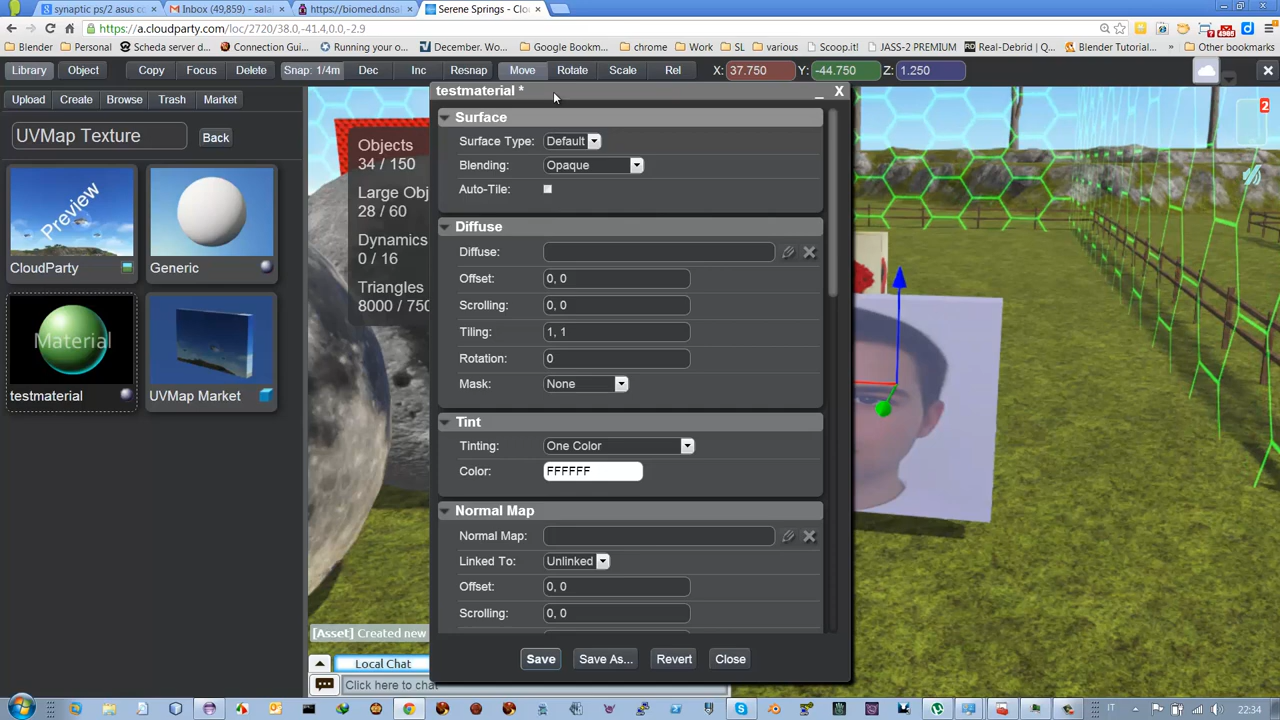 synaptic ps/2 asus co
Inbox (49,859) - salal
https://biomed.dnsal
Serene Springs - Clou
https://a.cloudparty.com/loc/2720/38.0,-41.4,0.0,-2.9
4965
Blender
Personal
Scheda server d...
Connection Gui...
December. Wo...
Google Bookm...
chrome
Work
SL
various
Scoop.it!
JASS-2 PREMIUM
Real-Debrid | Q...
Blender Tutorial...
Other bookmarks
Library
Object
Copy
Focus
Delete
Snap: 1/4m
Dec
Inc
Resnap
Move
Rotate
Scale
Rel
X: 37.750
Y: -44.750
Z: 1.250
Upload
Create
Browse
Trash
Market
UVMap Texture
Back
Preview
CloudParty
Generic
Material
testmaterial
UVMap Market
Objects
34 / 150
Large Obj
28 / 60
Dynamics
0 / 16
Triangles
8000 / 750
testmaterial *
_ X
Surface
Surface Type: Default
Blending: Opaque
Auto-Tile:
Diffuse
Diffuse:
Offset: 0, 0
Scrolling: 0, 0
Tiling: 1, 1
Rotation: 0
Mask: None
Tint
Tinting: One Color
Color: FFFFFF
Normal Map
Normal Map:
Linked To: Unlinked
Offset: 0, 0
Scrolling: 0, 0
Save
Save As...
Revert
Close
2
[Asset] Created new
Local Chat
Click here to chat
IT
22:34